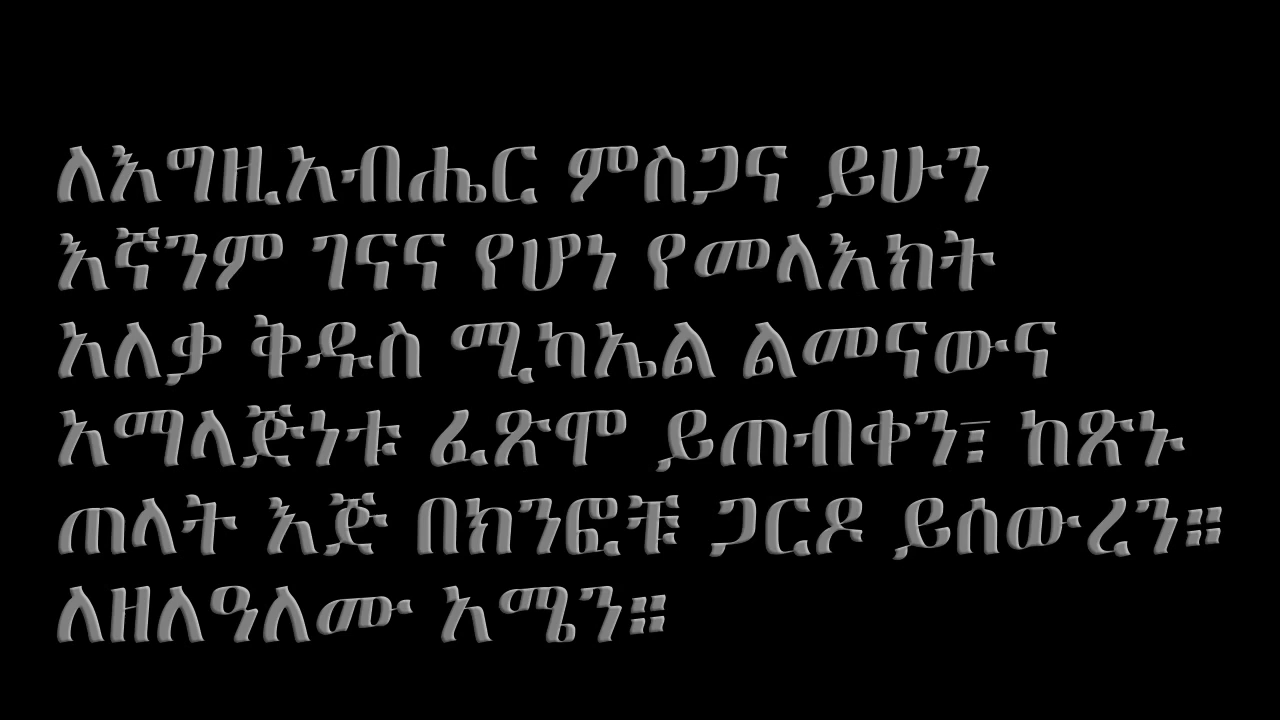 ለእግዚአብሔር ምስጋና ይሁን
እኛንም ገናና የሆነ የመላእክት
አለቃ ቅዱስ ሚካኤል ልመናውና
አማላጅነቱ ፈጽሞ ይጠብቀን፣ ከጽኑ
ጠላት እጅ በክንፎቹ ጋርዶ ይሰውረን።
ለዘለዓለሙ አሜን።